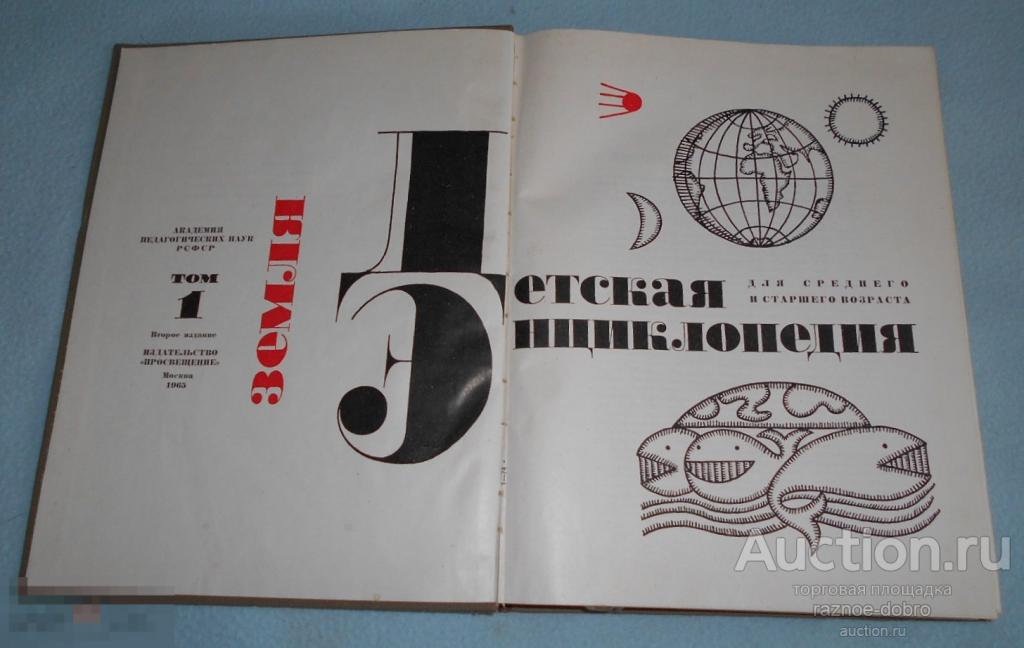 АКАДЕМИЯ
ПЕДАГОГИЧЕСКИХ НАУК
РСФСР
ТОМ
1
Второе издание
ИЗДАТЕЛЬСТВО
«ПРОСВЕЩЕНИЕ»
Москва
1965
ЗЕМЛЯ
Детская
Энциклопедия
ДЛЯ СРЕДНЕГО
И СТАРШЕГО ВОЗРАСТА
Auction.ru
торговая площадка
raznoe-dobro
auction.ru